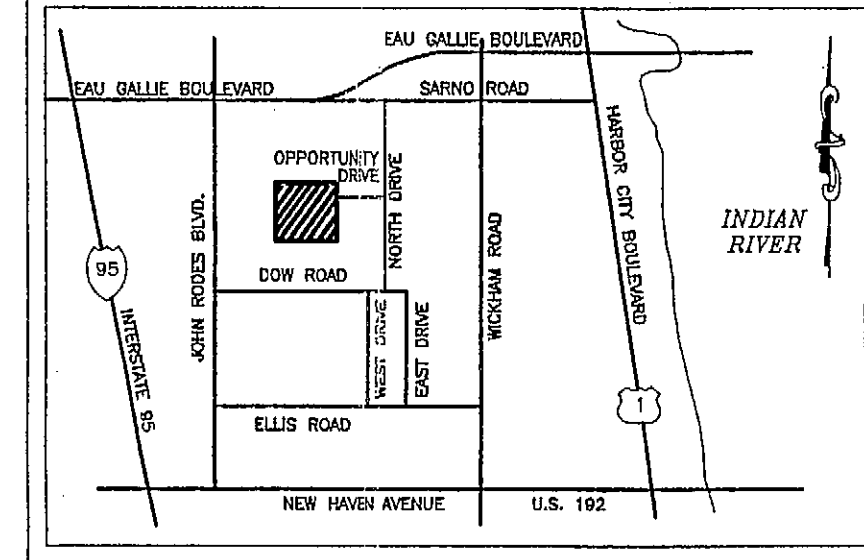 EAU GALLIE BOULEVARD
EAU GALLIE BOULEVARD
SARNO ROAD
OPPORTUNITY
DRIVE
NORTH DRIVE
JOHN RODES BLVD.
HARBOR CITY BOULEVARD
INDIAN
RIVER
WICKHAM ROAD
95
INTERSTATE 95
DOW ROAD
WEST DRIVE
EAST DRIVE
1
ELLIS ROAD
NEW HAVEN AVENUE
U.S. 192